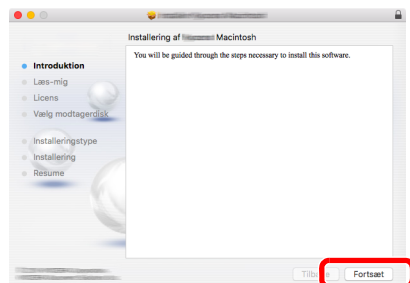 Installering af Macintosh
You will be guided through the steps necessary to install this software.
Introduktion
Læs-mig
Licens
Vælg modtagerdisk
Installeringstype
Installering
Resume
Fortsæt